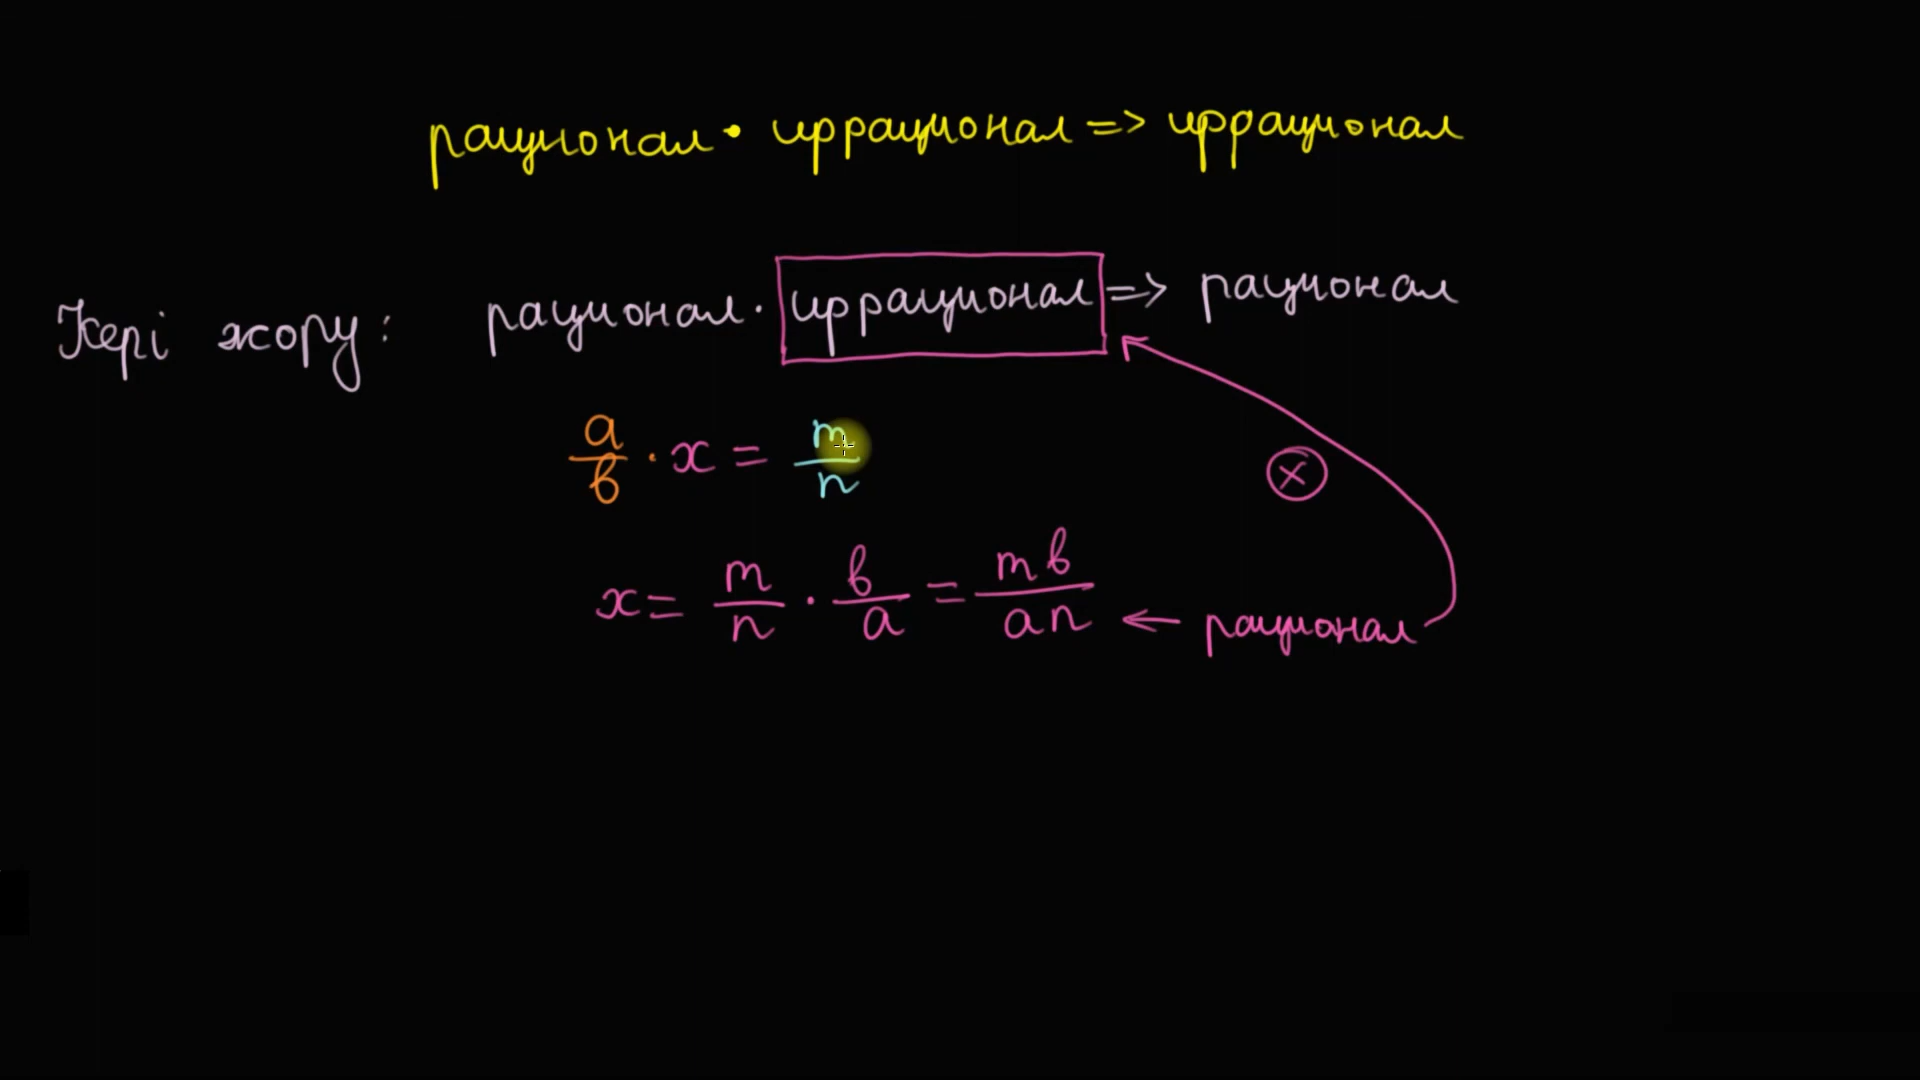 рационал · иррационал => иррационал
Кері жору: рационал · иррационал => рационал
a/b · x = m/n
x = m/n · b/a = mb/an ← рационал
x